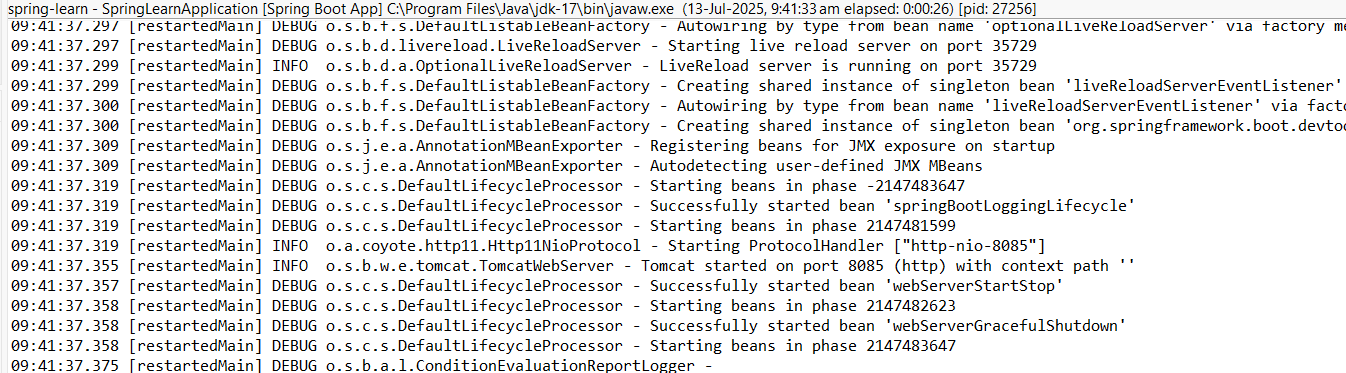 spring-learn - SpringLearnApplication [Spring Boot App] C:\Program Files\Java\jdk-17\bin\javaw.exe (13-Jul-2025, 9:41:33 am elapsed: 0:00:26) [pid: 27256]
09:41:37.297 [restartedMain] DEBUG o.s.b.f.s.DefaultListableBeanFactory - Autowiring by type from bean name 'optionalLiveReloadServer' via factory me
09:41:37.297 [restartedMain] DEBUG o.s.b.d.livereload.LiveReloadServer - Starting live reload server on port 35729
09:41:37.299 [restartedMain] INFO  o.s.b.d.a.OptionalLiveReloadServer - LiveReload server is running on port 35729
09:41:37.299 [restartedMain] DEBUG o.s.b.f.s.DefaultListableBeanFactory - Creating shared instance of singleton bean 'liveReloadServerEventListener'
09:41:37.300 [restartedMain] DEBUG o.s.b.f.s.DefaultListableBeanFactory - Autowiring by type from bean name 'liveReloadServerEventListener' via facto
09:41:37.300 [restartedMain] DEBUG o.s.b.f.s.DefaultListableBeanFactory - Creating shared instance of singleton bean 'org.springframework.boot.devtoo
09:41:37.309 [restartedMain] DEBUG o.s.j.e.a.AnnotationMBeanExporter - Registering beans for JMX exposure on startup
09:41:37.309 [restartedMain] DEBUG o.s.j.e.a.AnnotationMBeanExporter - Autodetecting user-defined JMX MBeans
09:41:37.319 [restartedMain] DEBUG o.s.c.s.DefaultLifecycleProcessor - Starting beans in phase -2147483647
09:41:37.319 [restartedMain] DEBUG o.s.c.s.DefaultLifecycleProcessor - Successfully started bean 'springBootLoggingLifecycle'
09:41:37.319 [restartedMain] DEBUG o.s.c.s.DefaultLifecycleProcessor - Starting beans in phase 2147481599
09:41:37.319 [restartedMain] INFO  o.a.coyote.http11.Http11NioProtocol - Starting ProtocolHandler ["http-nio-8085"]
09:41:37.355 [restartedMain] INFO  o.s.b.w.e.tomcat.TomcatWebServer - Tomcat started on port 8085 (http) with context path ''
09:41:37.357 [restartedMain] DEBUG o.s.c.s.DefaultLifecycleProcessor - Successfully started bean 'webServerStartStop'
09:41:37.358 [restartedMain] DEBUG o.s.c.s.DefaultLifecycleProcessor - Starting beans in phase 2147482623
09:41:37.358 [restartedMain] DEBUG o.s.c.s.DefaultLifecycleProcessor - Successfully started bean 'webServerGracefulShutdown'
09:41:37.358 [restartedMain] DEBUG o.s.c.s.DefaultLifecycleProcessor - Starting beans in phase 2147483647
09:41:37.375 [restartedMain] DEBUG o.s.b.a.l.ConditionEvaluationReportLogger -